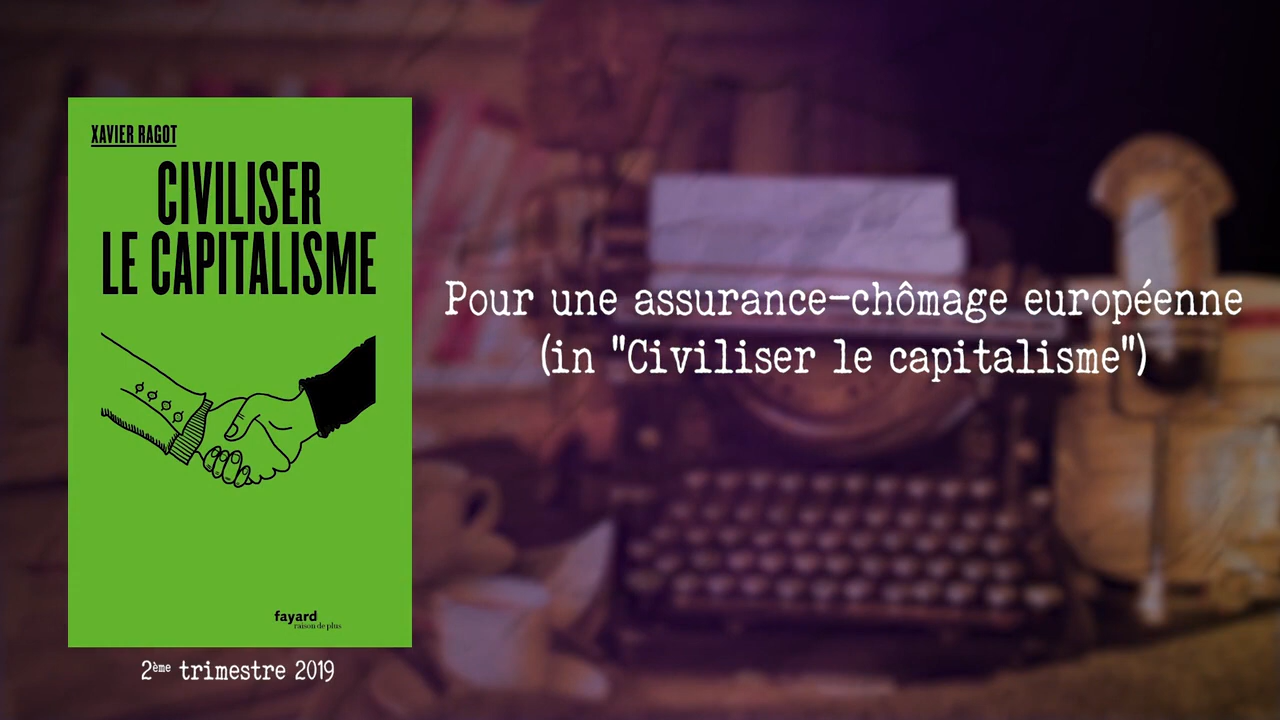 XAVIER RAGOT
CIVILISER
LE CAPITALISME
fayard
raison de plus
2ème trimestre 2019
Pour une assurance-chômage européenne
(in "Civiliser le capitalisme")